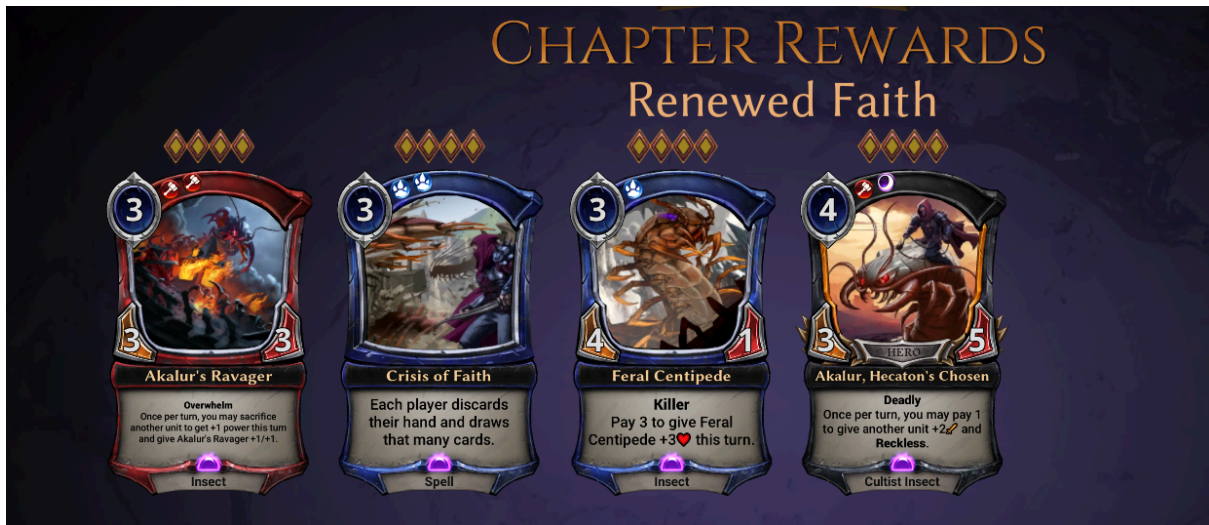 CHAPTER REWARDS
Renewed Faith
3
3
3
Akalur's Ravager
Overwhelm
Once per turn, you may sacrifice
another unit to get +1 power this turn
and give Akalur's Ravager +1/+1.
Insect
3
Crisis of Faith
Each player discards
their hand and draws
that many cards.
Spell
3
4
1
Feral Centipede
Killer
Pay 3 to give Feral
Centipede +3 this turn.
Insect
4
3
5
HERO
Akalur, Hecaton's Chosen
Deadly
Once per turn, you may pay 1
to give another unit +2 and
Reckless.
Cultist Insect